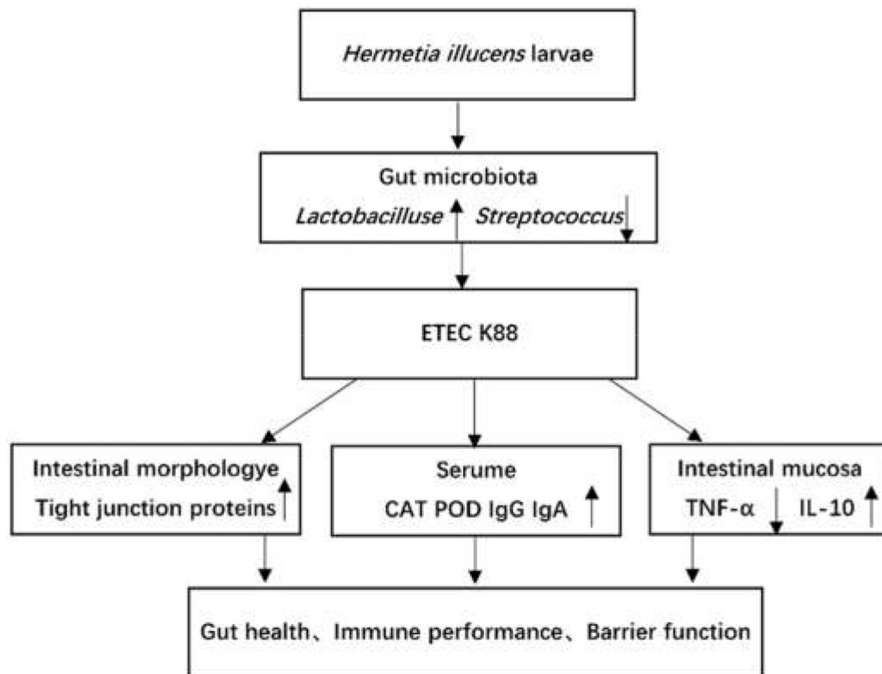 Hermetia illucens larvae
Gut microbiota
Lactobacilluse Streptococcus
ETEC K88
Intestinal morphologye
Tight junction proteins
Serume
CAT POD IgG IgA
Intestinal mucosa
TNF-α IL-10
Gut health、Immune performance、Barrier function